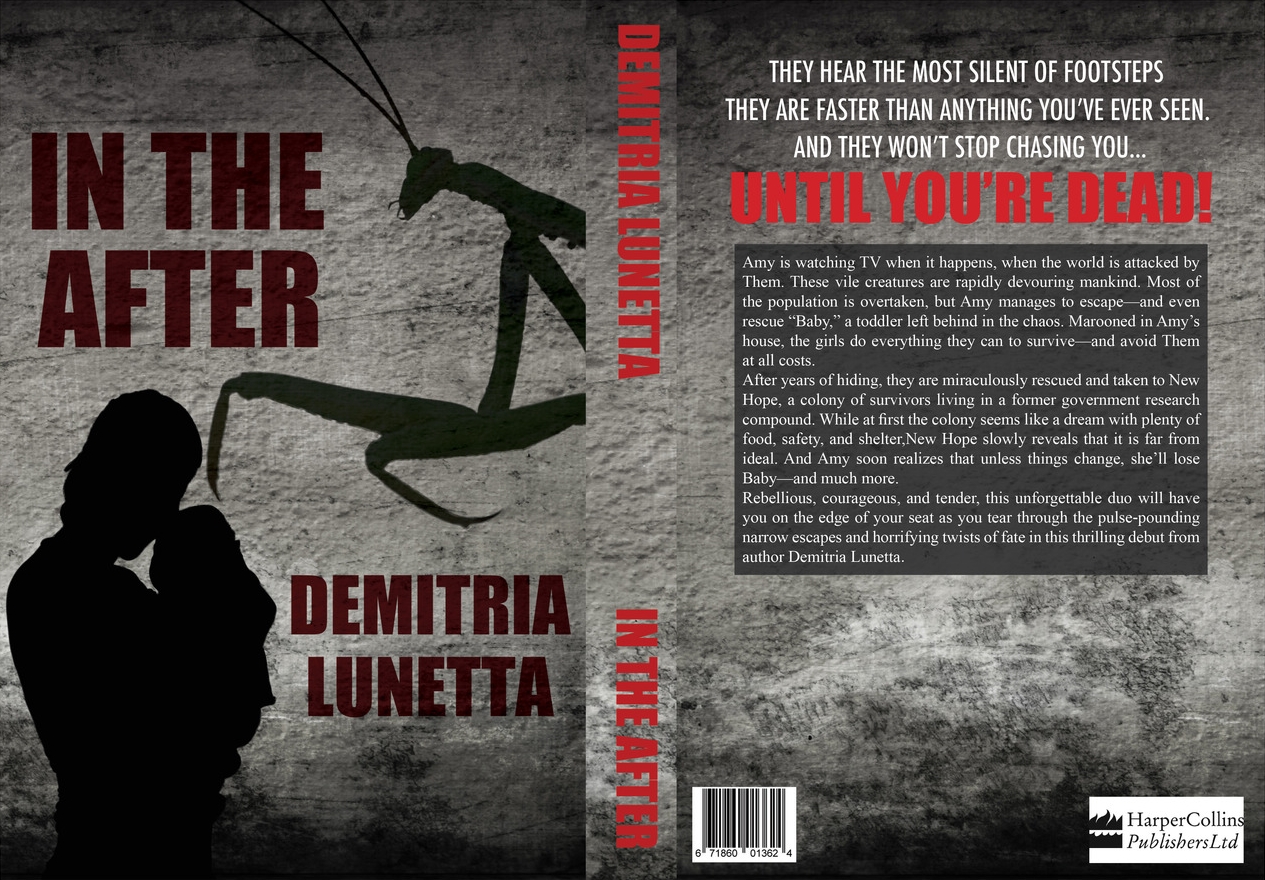 IN THE
AFTER
DEMITRIA
LUNETTA
DEMITRIA LUNETTA
IN THE AFTER
THEY HEAR THE MOST SILENT OF FOOTSTEPS
THEY ARE FASTER THAN ANYTHING YOU'VE EVER SEEN.
AND THEY WON'T STOP CHASING YOU...
UNTIL YOU'RE DEAD!
Amy is watching TV when it happens, when the world is attacked by
Them. These vile creatures are rapidly devouring mankind. Most of
the population is overtaken, but Amy manages to escape—and even
rescue “Baby,” a toddler left behind in the chaos. Marooned in Amy’s
house, the girls do everything they can to survive—and avoid Them
at all costs.
After years of hiding, they are miraculously rescued and taken to New
Hope, a colony of survivors living in a former government research
compound. While at first the colony seems like a dream with plenty of
food, safety, and shelter,New Hope slowly reveals that it is far from
ideal. And Amy soon realizes that unless things change, she’ll lose
Baby—and much more.
Rebellious, courageous, and tender, this unforgettable duo will have
you on the edge of your seat as you tear through the pulse-pounding
narrow escapes and horrifying twists of fate in this thrilling debut from
author Demitria Lunetta.
6 71860 01362 4
HarperCollins
PublishersLtd